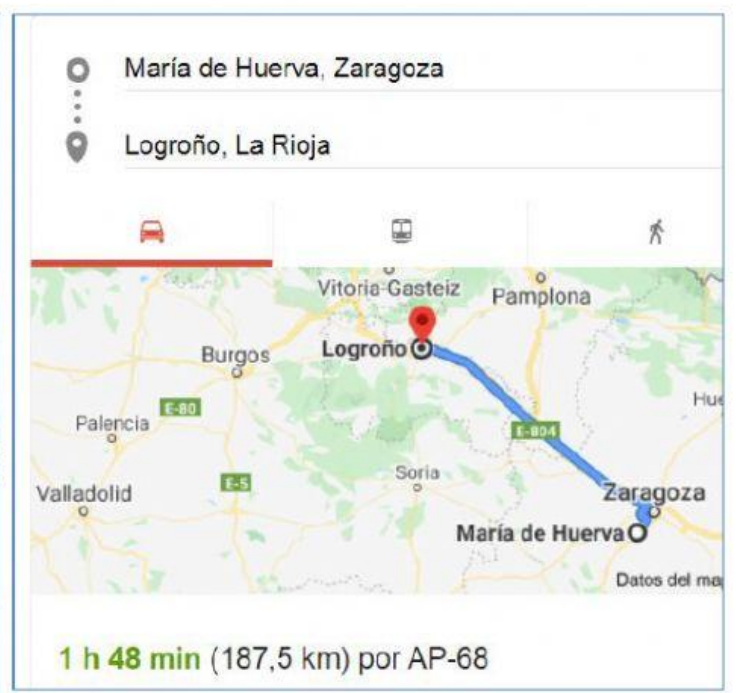 María de Huerva, Zaragoza
Logroño, La Rioja
Vitoria-Gasteiz
Pamplona
Logroño
Burgos
E-80
Palencia
E-804
Soria
E-5
Valladolid
Zaragoza
María de Huerva
Datos del
1 h 48 min (187,5 km) por AP-68